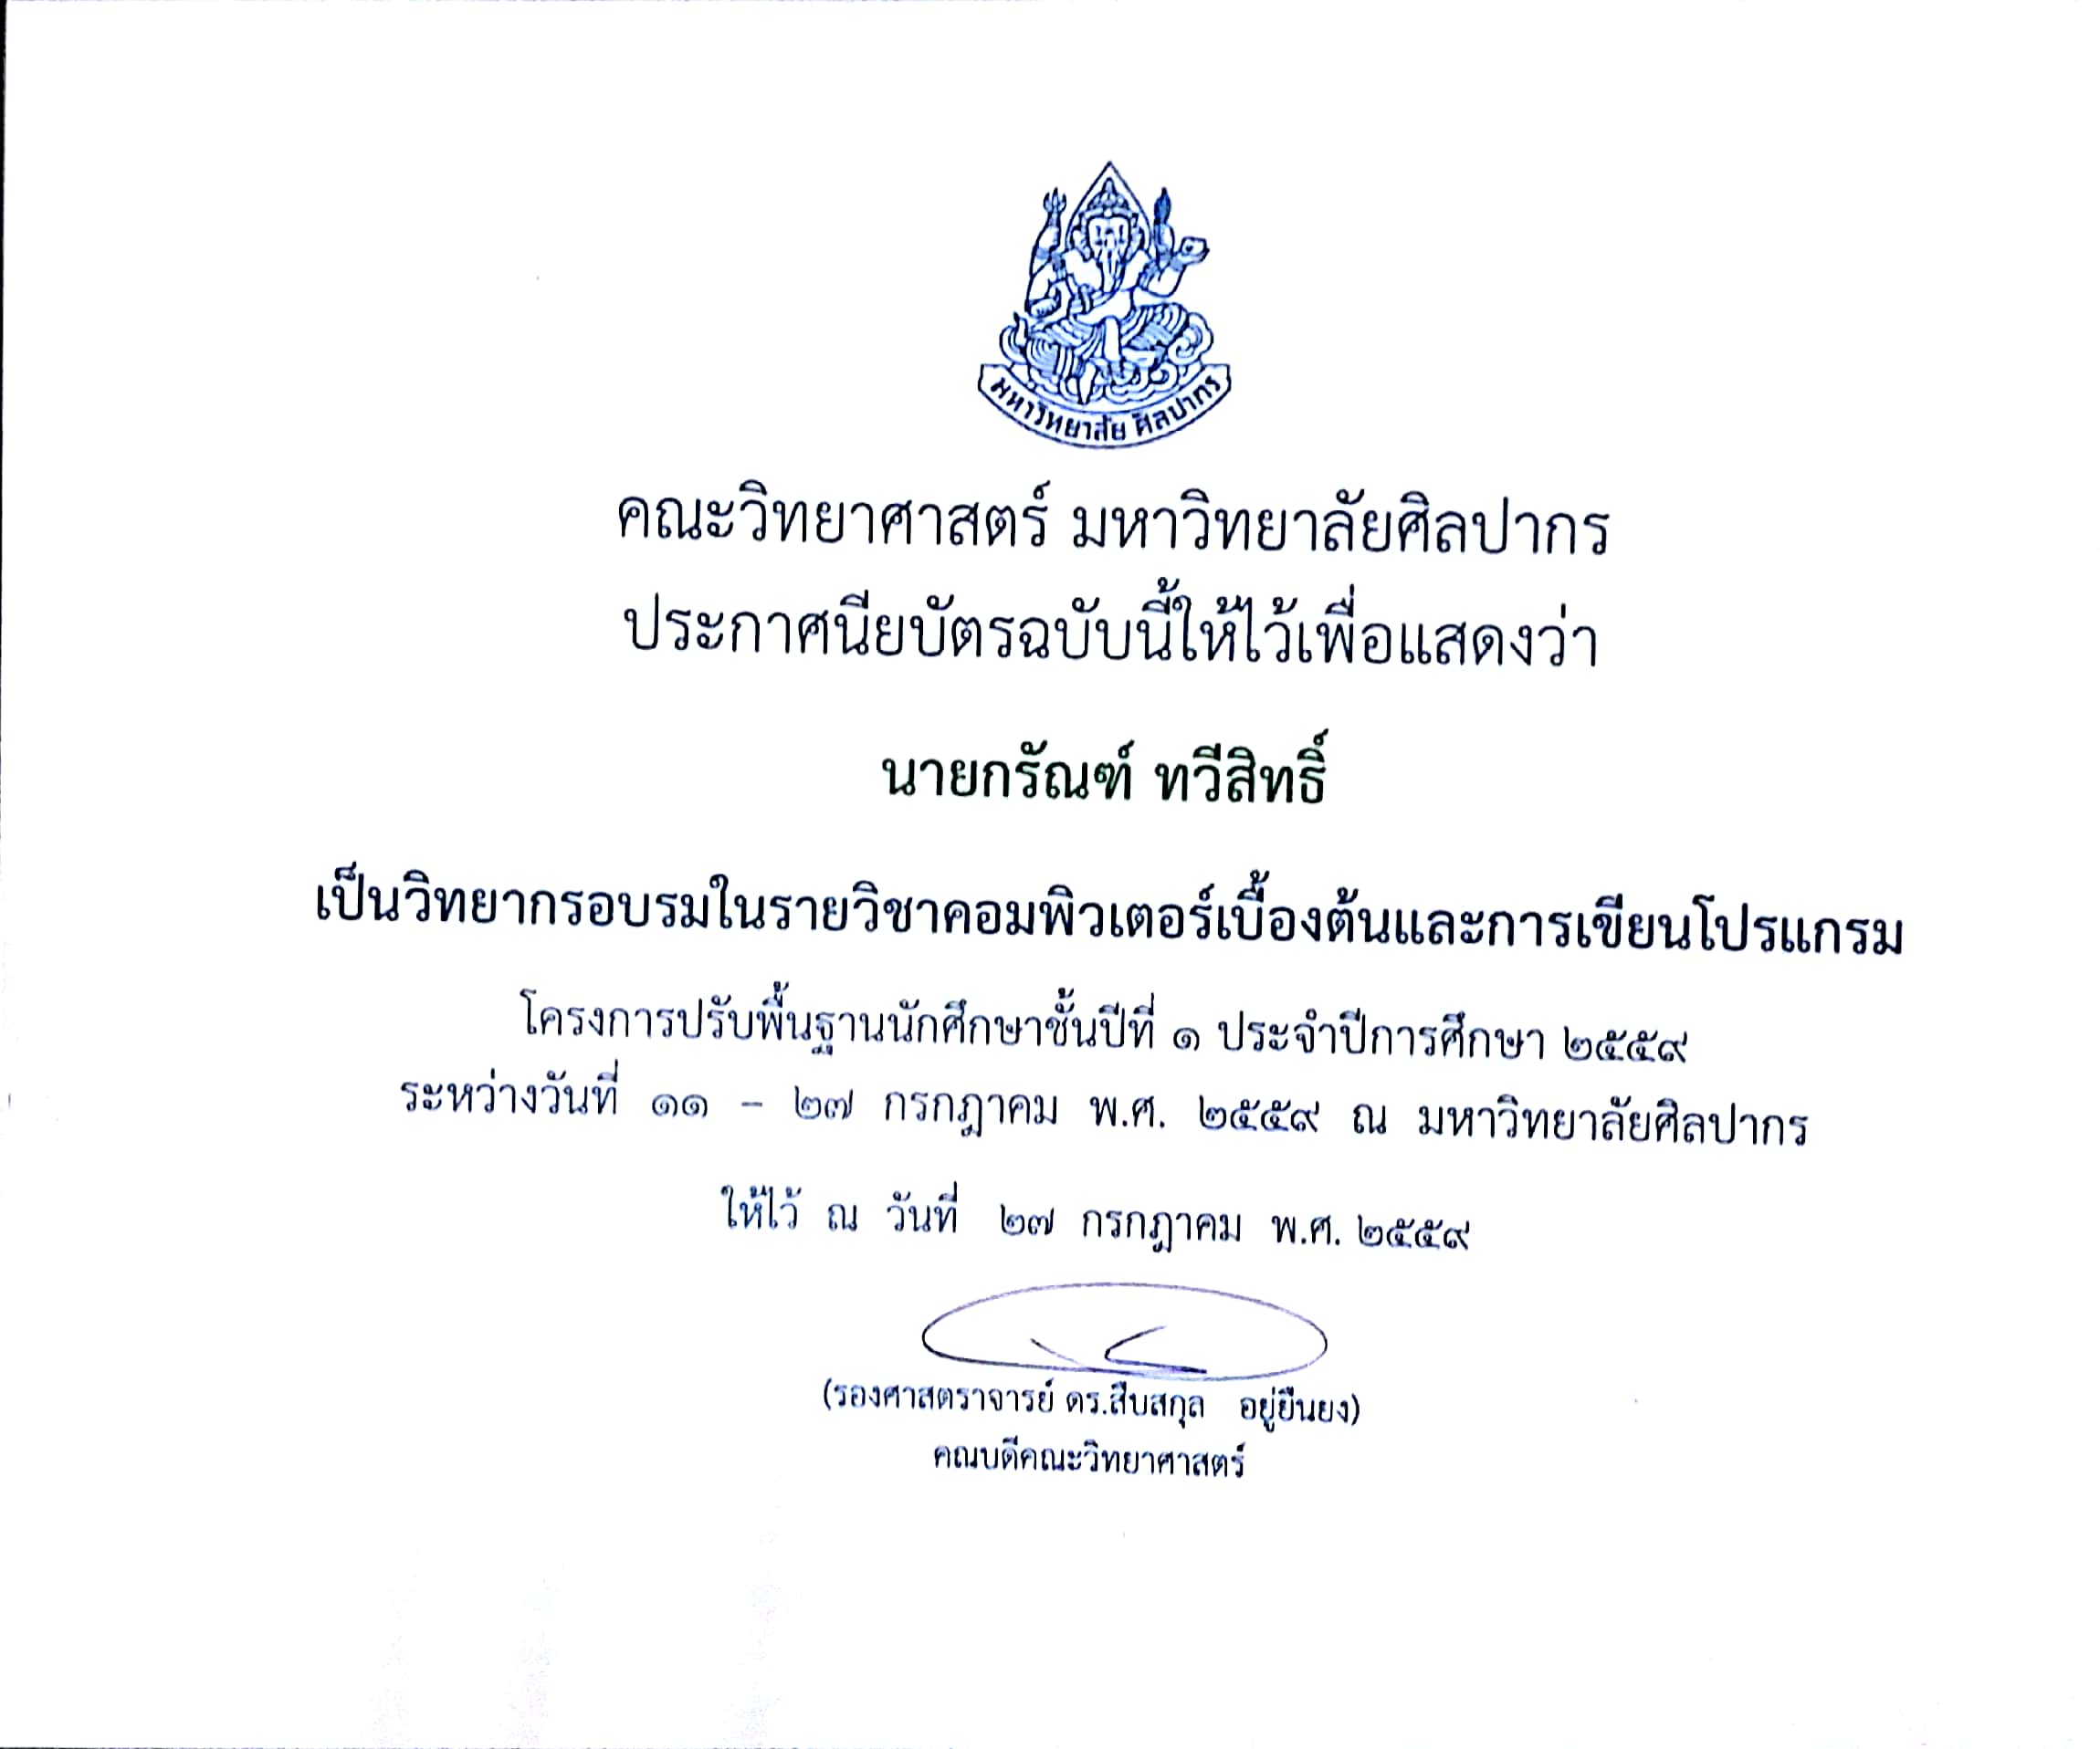 มหาวิทยาลัย ศิลปากร
คณะวิทยาศาสตร์ มหาวิทยาลัยศิลปากร
ประกาศนียบัตรฉบับนี้ให้ไว้เพื่อแสดงว่า
นายกรัณฑ์ ทวีสิทธิ์
เป็นวิทยากรอบรมในรายวิชาคอมพิวเตอร์เบื้องต้นและการเขียนโปรแกรม
โครงการปรับพื้นฐานนักศึกษาชั้นปีที่ ๑ ประจำปีการศึกษา ๒๕๕๙
ระหว่างวันที่ ๑๑ - ๒๗ กรกฎาคม พ.ศ. ๒๕๕๙ ณ มหาวิทยาลัยศิลปากร
ให้ไว้ ณ วันที่ ๒๗ กรกฎาคม พ.ศ. ๒๕๕๙
(รองศาสตราจารย์ ดร.สืบสกุล อยู่ยืนยง)
คณบดีคณะวิทยาศาสตร์